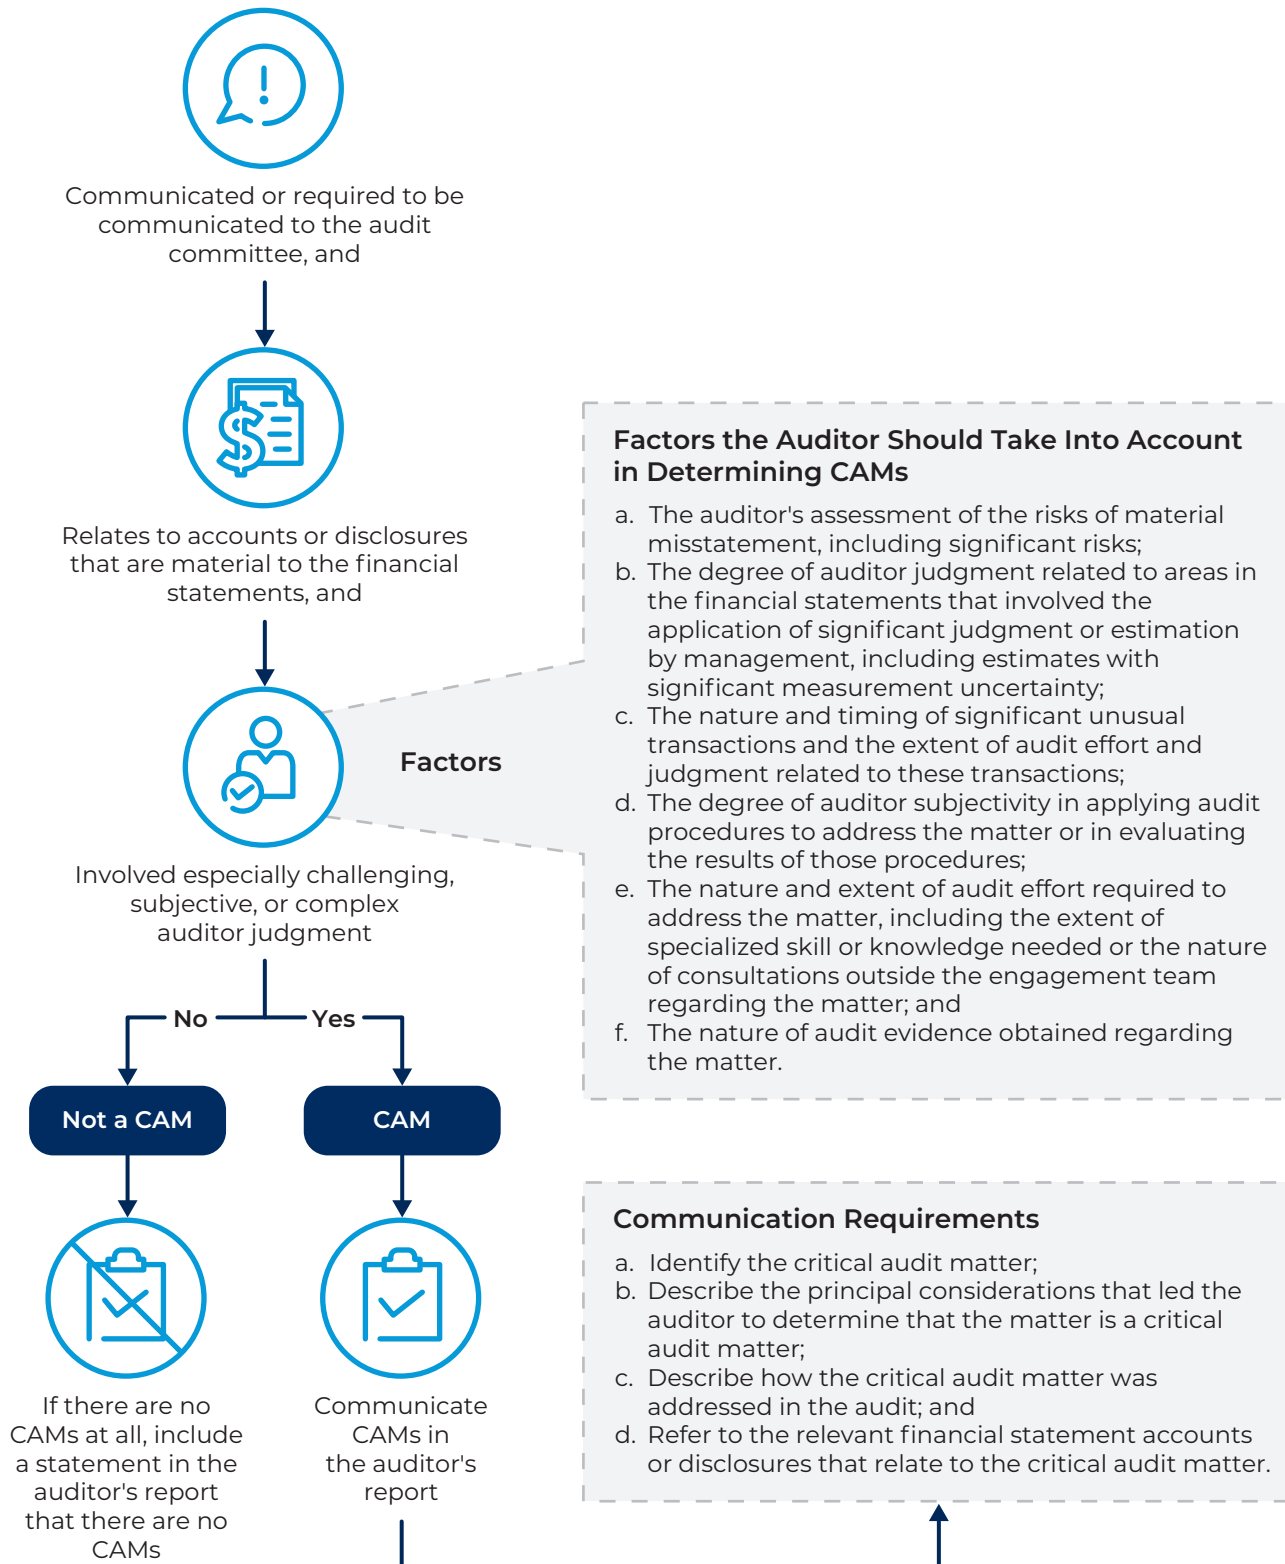 Communicated or required to be
communicated to the audit
committee, and
Relates to accounts or disclosures
that are material to the financial
statements, and
Factors
Involved especially challenging,
subjective, or complex
auditor judgment
Factors the Auditor Should Take Into Account
in Determining CAMs
a. The auditor's assessment of the risks of material
misstatement, including significant risks;
b. The degree of auditor judgment related to areas in
the financial statements that involved the
application of significant judgment or estimation
by management, including estimates with
significant measurement uncertainty;
c. The nature and timing of significant unusual
transactions and the extent of audit effort and
judgment related to these transactions;
d. The degree of auditor subjectivity in applying audit
procedures to address the matter or in evaluating
the results of those procedures;
e. The nature and extent of audit effort required to
address the matter, including the extent of
specialized skill or knowledge needed or the nature
of consultations outside the engagement team
regarding the matter; and
f. The nature of audit evidence obtained regarding
the matter.
No
Yes
Not a CAM
CAM
If there are no
CAMs at all, include
a statement in the
auditor's report
that there are no
CAMs
Communicate
CAMs in
the auditor's
report
Communication Requirements
a. Identify the critical audit matter;
b. Describe the principal considerations that led the
auditor to determine that the matter is a critical
audit matter;
c. Describe how the critical audit matter was
addressed in the audit; and
d. Refer to the relevant financial statement accounts
or disclosures that relate to the critical audit matter.